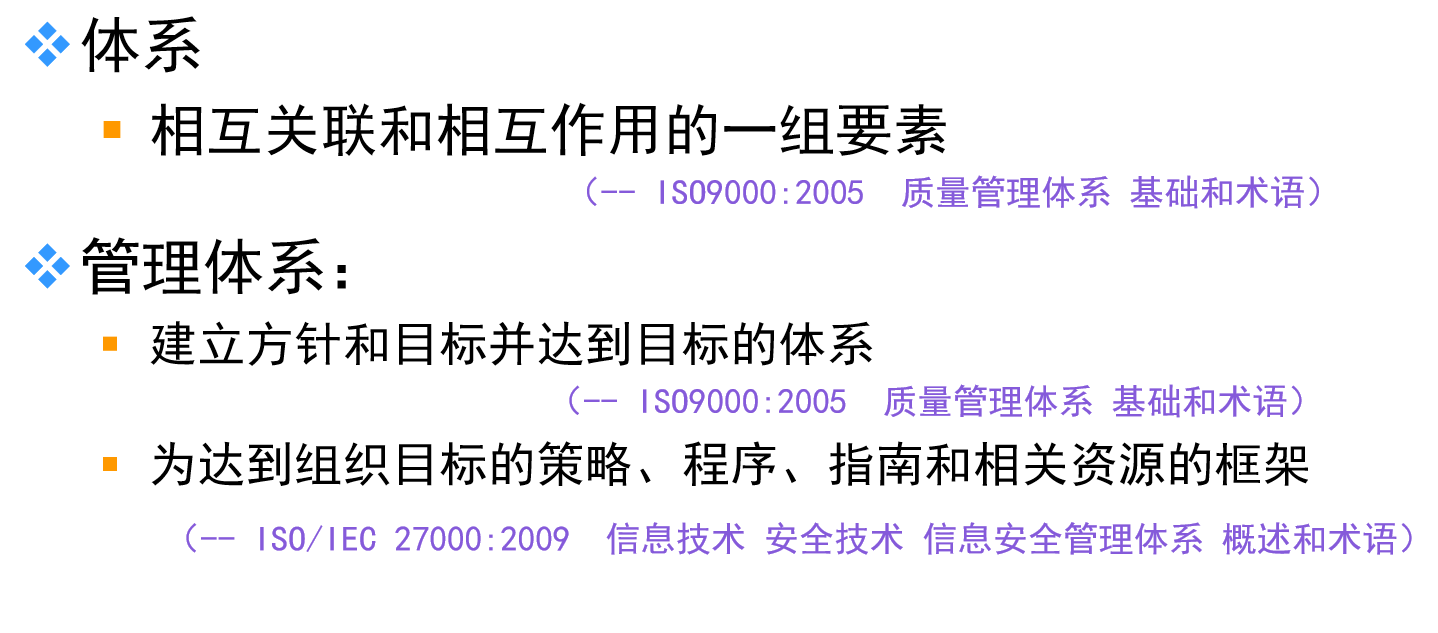 体系
相互关联和相互作用的一组要素
（-- ISO9000:2005 质量管理体系 基础和术语）
管理体系：
建立方针和目标并达到目标的体系
（-- ISO9000:2005 质量管理体系 基础和术语）
为达到组织目标的策略、程序、指南和相关资源的框架
（-- ISO/IEC 27000:2009 信息技术 安全技术 信息安全管理体系 概述和术语）